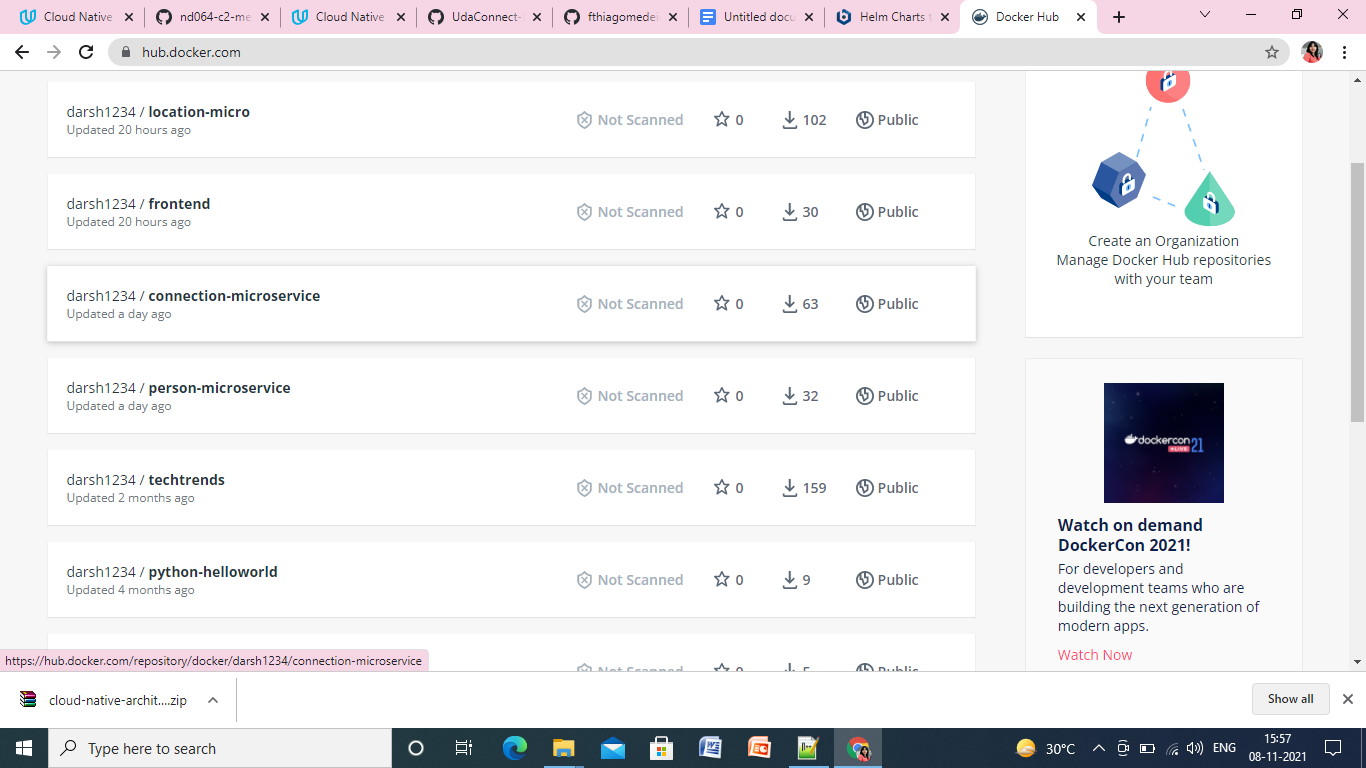 Cloud Native
nd064-c2-me
Cloud Native
UdaConnect-
fthiagomedei
Untitled docu
Helm Charts t
Docker Hub
hub.docker.com
darsh1234 / location-micro
Updated 20 hours ago
Not Scanned
0
102
Public
darsh1234 / frontend
Updated 20 hours ago
Not Scanned
0
30
Public
darsh1234 / connection-microservice
Updated a day ago
Not Scanned
0
63
Public
darsh1234 / person-microservice
Updated a day ago
Not Scanned
0
32
Public
darsh1234 / techtrends
Updated 2 months ago
Not Scanned
0
159
Public
darsh1234 / python-helloworld
Updated 4 months ago
Not Scanned
0
9
Public
Not Scanned
0
5
Public
Create an Organization
Manage Docker Hub repositories
with your team
dockercon
LIVE
21
Watch on demand
DockerCon 2021!
For developers and
development teams who are
building the next generation of
modern apps.
Watch Now
https://hub.docker.com/repository/docker/darsh1234/connection-microservice
cloud-native-archit....zip
Show all
Type here to search
30°C
ENG
15:57
08-11-2021